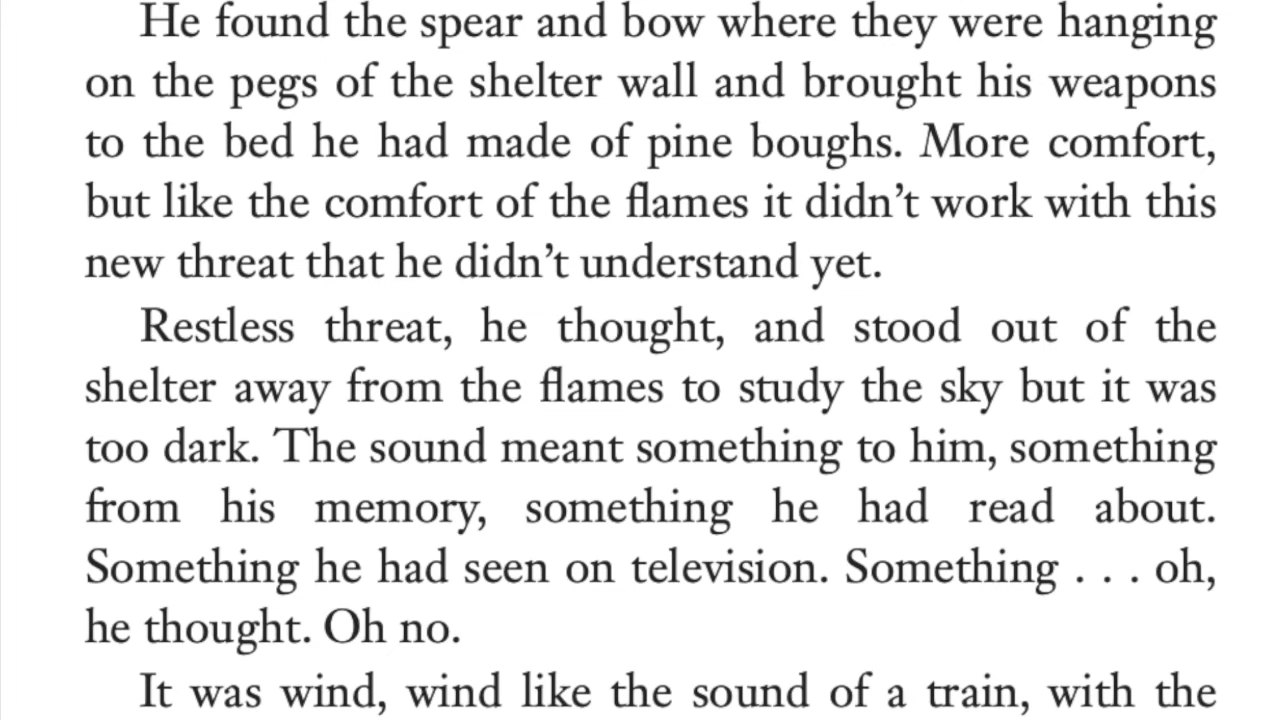 He found the spear and bow where they were hanging
on the pegs of the shelter wall and brought his weapons
to the bed he had made of pine boughs. More comfort,
but like the comfort of the flames it didn’t work with this
new threat that he didn’t understand yet.
Restless threat, he thought, and stood out of the
shelter away from the flames to study the sky but it was
too dark. The sound meant something to him, something
from his memory, something he had read about.
Something he had seen on television. Something . . . oh,
he thought. Oh no.
It was wind, wind like the sound of a train, with the